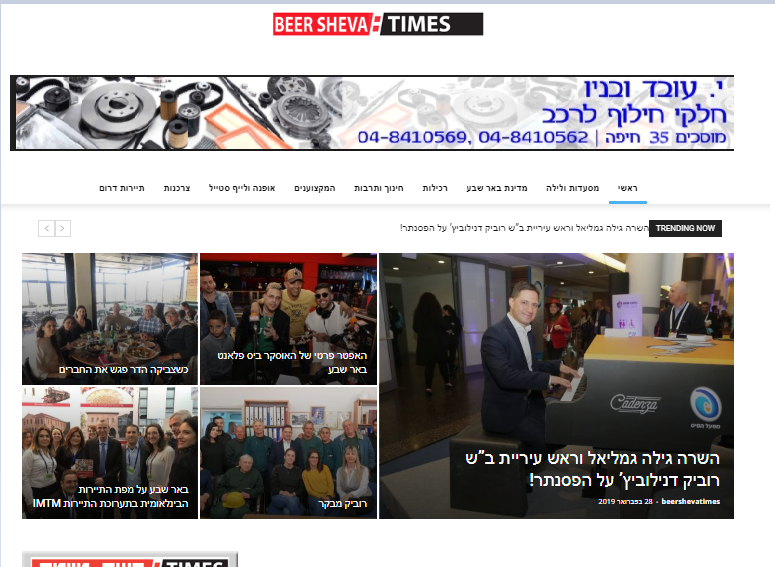 BEER SHEVA : TIMES
י. עובד ובניו
חלקי חילוף לרכב
מוסכים 35 חיפה | 04-8410569, 04-8410562
ראשי מסעדות ולילה מדינת באר שבע רכילות חינוך ותרבות המקצוענים אופנה ולייף סטייל צרכנות תיירות דרום
TRENDING NOW השרה גילה גמליאל וראש עיריית ב"ש רוביק דנילוביץ' על הפסנתר!
Cadenza
מפעל הפיס
השרה גילה גמליאל וראש עיריית ב"ש
רוביק דנילוביץ' על הפסנתר!
beershevatimes - 28 בפברואר 2019
האפטר פרטי של האוסקר ביס פלאנט
באר שבע
כשצביקה הדר פגש את החברים
רוביק מבקר
באר שבע על מפת התיירות
הבינלאומית בתערוכת התיירות IMTM
TIMES